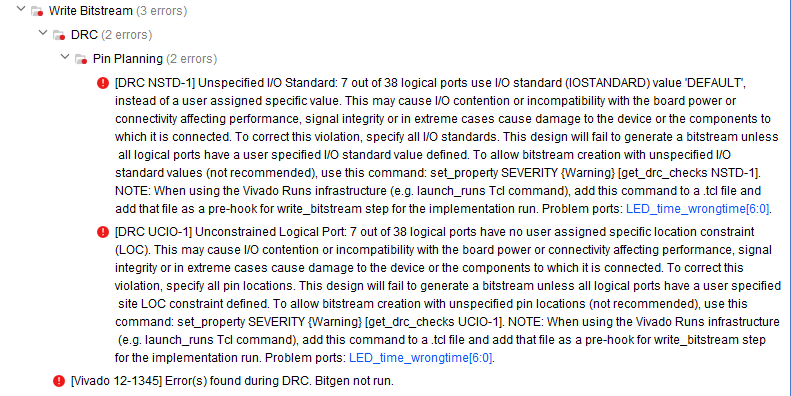 Write Bitstream (3 errors)
DRC (2 errors)
Pin Planning (2 errors)
[DRC NSTD-1] Unspecified I/O Standard: 7 out of 38 logical ports use I/O standard (IOSTANDARD) value 'DEFAULT',
instead of a user assigned specific value. This may cause I/O contention or incompatibility with the board power or
connectivity affecting performance, signal integrity or in extreme cases cause damage to the device or the components to
which it is connected. To correct this violation, specify all I/O standards. This design will fail to generate a bitstream unless
all logical ports have a user specified I/O standard value defined. To allow bitstream creation with unspecified I/O
standard values (not recommended), use this command: set_property SEVERITY {Warning} [get_drc_checks NSTD-1].
NOTE: When using the Vivado Runs infrastructure (e.g. launch_runs Tcl command), add this command to a .tcl file and
add that file as a pre-hook for write_bitstream step for the implementation run. Problem ports: LED_time_wrongtime[6:0].
[DRC UCIO-1] Unconstrained Logical Port: 7 out of 38 logical ports have no user assigned specific location constraint
(LOC). This may cause I/O contention or incompatibility with the board power or connectivity affecting performance, signal
integrity or in extreme cases cause damage to the device or the components to which it is connected. To correct this
violation, specify all pin locations. This design will fail to generate a bitstream unless all logical ports have a user specified
site LOC constraint defined. To allow bitstream creation with unspecified pin locations (not recommended), use this
command: set_property SEVERITY {Warning} [get_drc_checks UCIO-1]. NOTE: When using the Vivado Runs infrastructure
(e.g. launch_runs Tcl command), add this command to a .tcl file and add that file as a pre-hook for write_bitstream step
for the implementation run. Problem ports: LED_time_wrongtime[6:0].
[Vivado 12-1345] Error(s) found during DRC. Bitgen not run.